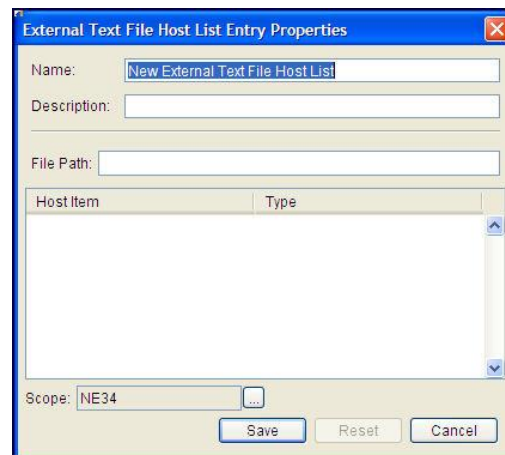 External Text File Host List Entry Properties
Name: New External Text File Host List
Description:
File Path:
Host Item Type
Scope: NE34 ...
Save Reset Cancel